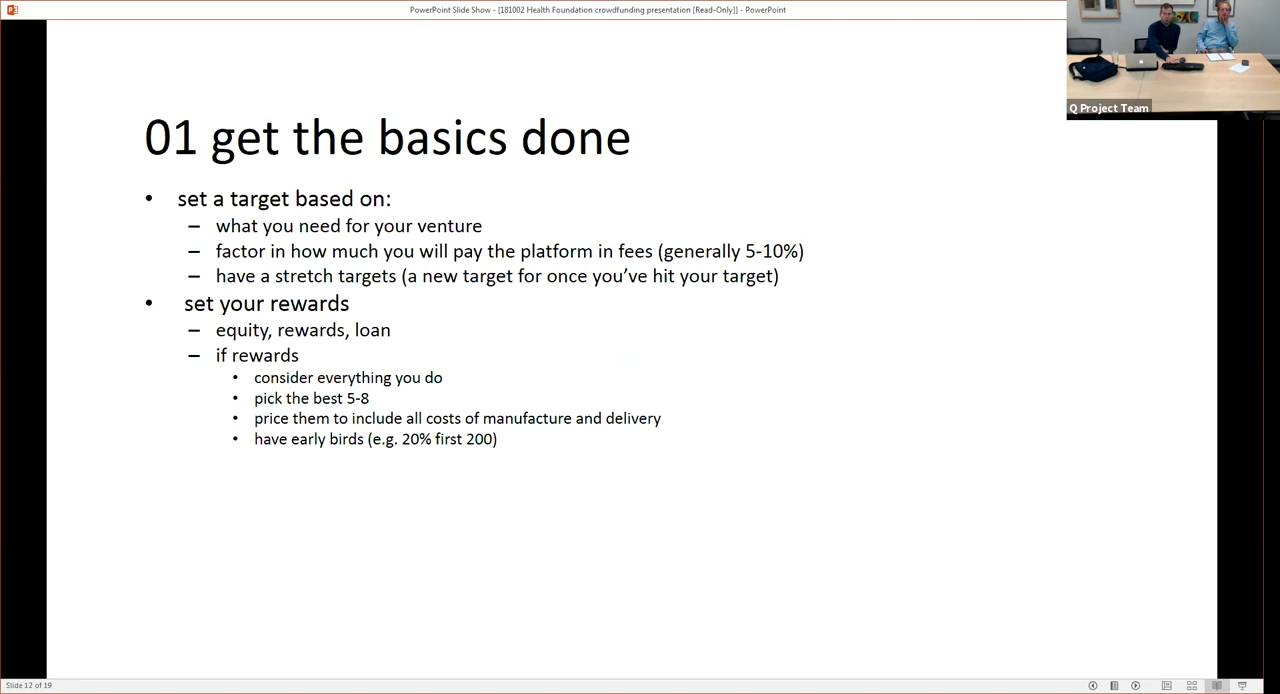 PowerPoint Slide Show - [181002 Health Foundation crowdfunding presentation [Read-Only]] - PowerPoint
Q Project Team
01 get the basics done
• set a target based on:
– what you need for your venture
– factor in how much you will pay the platform in fees (generally 5-10%)
– have a stretch targets (a new target for once you’ve hit your target)
• set your rewards
– equity, rewards, loan
– if rewards
• consider everything you do
• pick the best 5-8
• price them to include all costs of manufacture and delivery
• have early birds (e.g. 20% first 200)
Slide 12 of 19